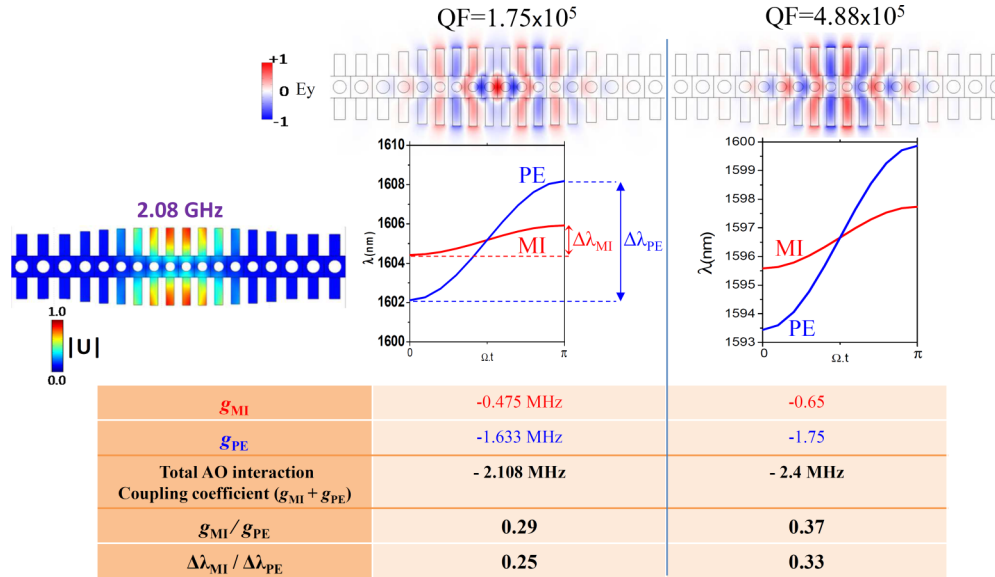 QF=1.75x10⁵
QF=4.88x10⁵
+1
0 Ey
-1
2.08 GHz
1.0
|U|
0.0
1610
1608
1606
1604
1602
1600
λ(nm)
PE
MI
ΔλMI
ΔλPE
0
Ω.t
π
1600
1599
1598
1597
1596
1595
1594
1593
λ(nm)
MI
PE
0
Ω.t
π
gMI -0.475 MHz -0.65
gPE -1.633 MHz -1.75
Total AO interaction
Coupling coefficient (gMI + gPE) - 2.108 MHz - 2.4 MHz
gMI / gPE 0.29 0.37
ΔλMI / ΔλPE 0.25 0.33